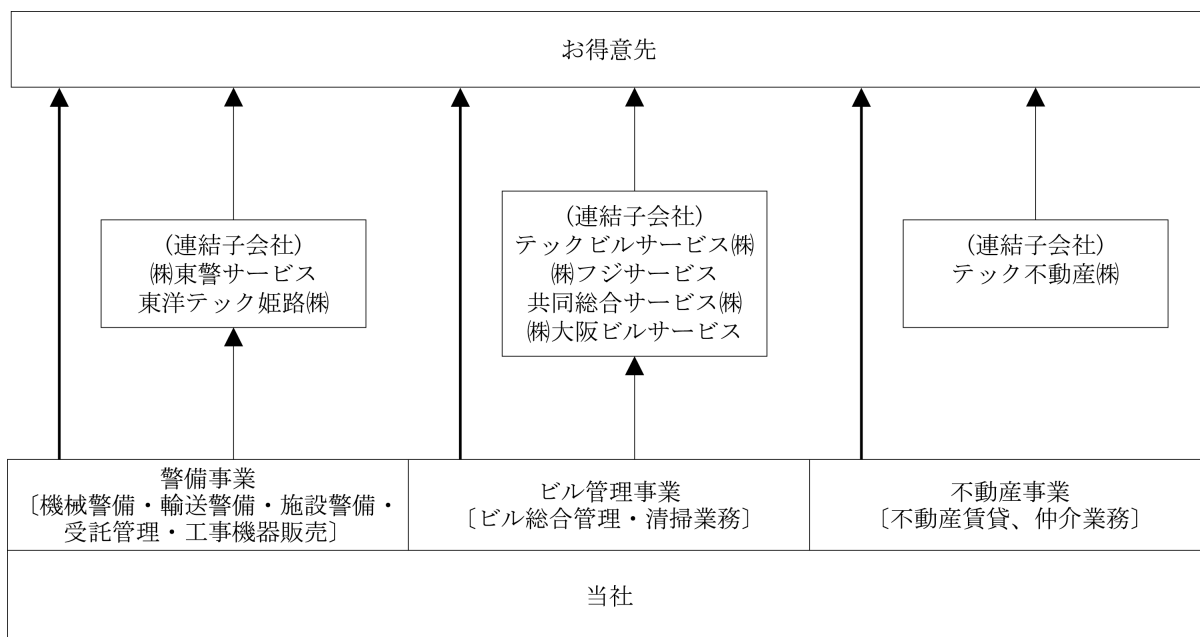 お得意先
(連結子会社)
㈱東警サービス
東洋テック姫路㈱
(連結子会社)
テックビルサービス㈱
㈱フジサービス
共同総合サービス㈱
㈱大阪ビルサービス
(連結子会社)
テック不動産㈱
警備事業
〔機械警備・輸送警備・施設警備・
受託管理・工事機器販売〕
ビル管理事業
〔ビル総合管理・清掃業務〕
不動産事業
〔不動産賃貸、仲介業務〕
当社